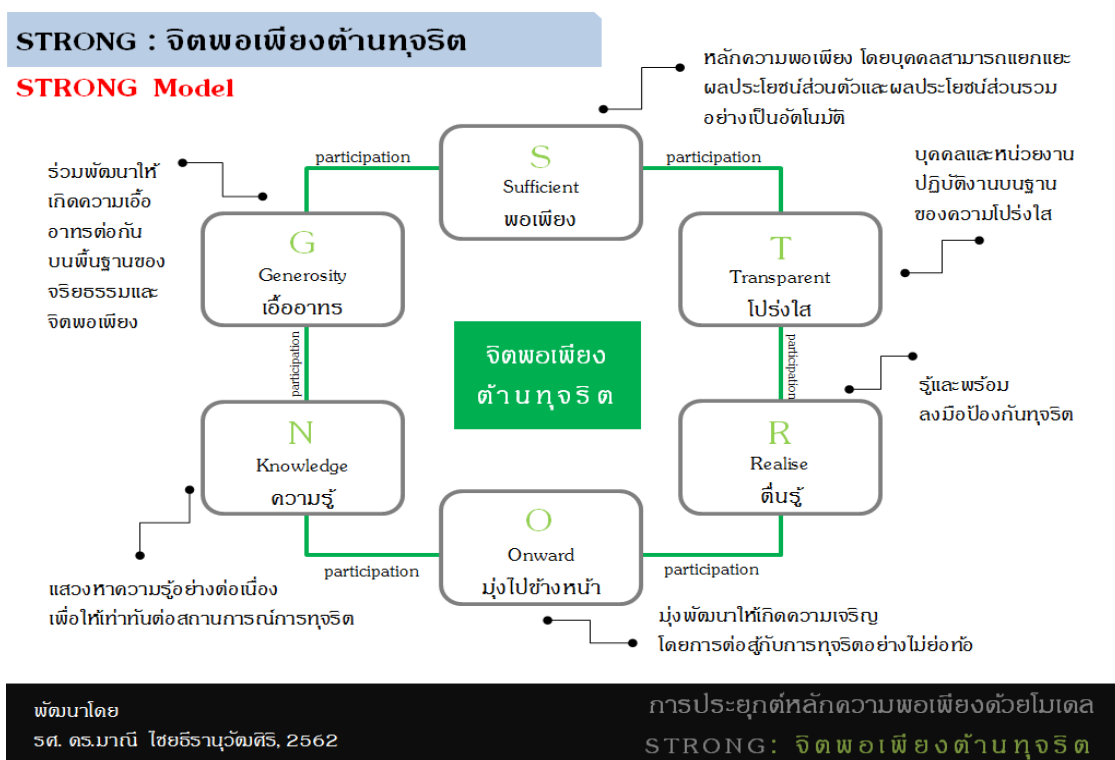 STRONG : จิตพอเพียงต้านทุจริต
STRONG Model
หลักความพอเพียง โดยบุคคลสามารถแยกแยะ
ผลประโยชน์ส่วนตัวและผลประโยชน์ส่วนรวม
อย่างเป็นอัตโนมัติ
participation
S
Sufficient
พอเพียง
participation
บุคคลและหน่วยงาน
ปฏิบัติงานบนฐาน
ของความโปร่งใส
ร่วมพัฒนาให้
เกิดความเอื้อ
อาทรต่อกัน
บนพื้นฐานของ
จริยธรรมและ
จิตพอเพียง
G
Generosity
เอื้ออาทร
T
Transparent
โปร่งใส
participation
จิตพอเพียง
ต้านทุจริต
participation
รู้และพร้อม
ลงมือป้องกันทุจริต
N
Knowledge
ความรู้
R
Realise
ตื่นรู้
participation
O
Onward
มุ่งไปข้างหน้า
participation
แสวงหาความรู้อย่างต่อเนื่อง
เพื่อให้เท่าทันต่อสถานการณ์การทุจริต
มุ่งพัฒนาให้เกิดความเจริญ
โดยการต่อสู้กับการทุจริตอย่างไม่ย่อท้อ
พัฒนาโดย
รศ. ดร.มาณี ไชยธีรานุวัฒศิริ, 2562
การประยุกต์หลักความพอเพียงด้วยโมเดล
STRONG: จิตพอเพียงต้านทุจริต